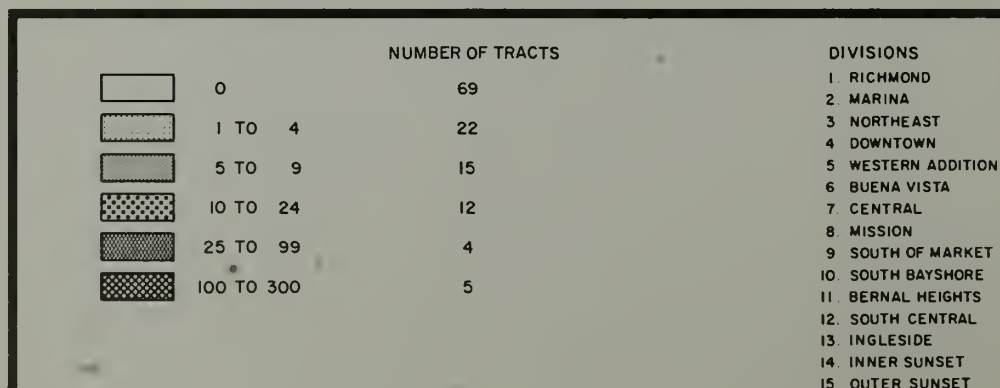 NUMBER OF TRACTS
0 69
1 TO 4 22
5 TO 9 15
10 TO 24 12
25 TO 99 4
100 TO 300 5
DIVISIONS
1. RICHMOND
2. MARINA
3 NORTHEAST
4 DOWNTOWN
5 WESTERN ADDITION
6 BUENA VISTA
7. CENTRAL
8. MISSION
9 SOUTH OF MARKET
10. SOUTH BAYSHORE
11. BERNAL HEIGHTS
12. SOUTH CENTRAL
13. INGLESIDE
14. INNER SUNSET
15 OUTER SUNSET